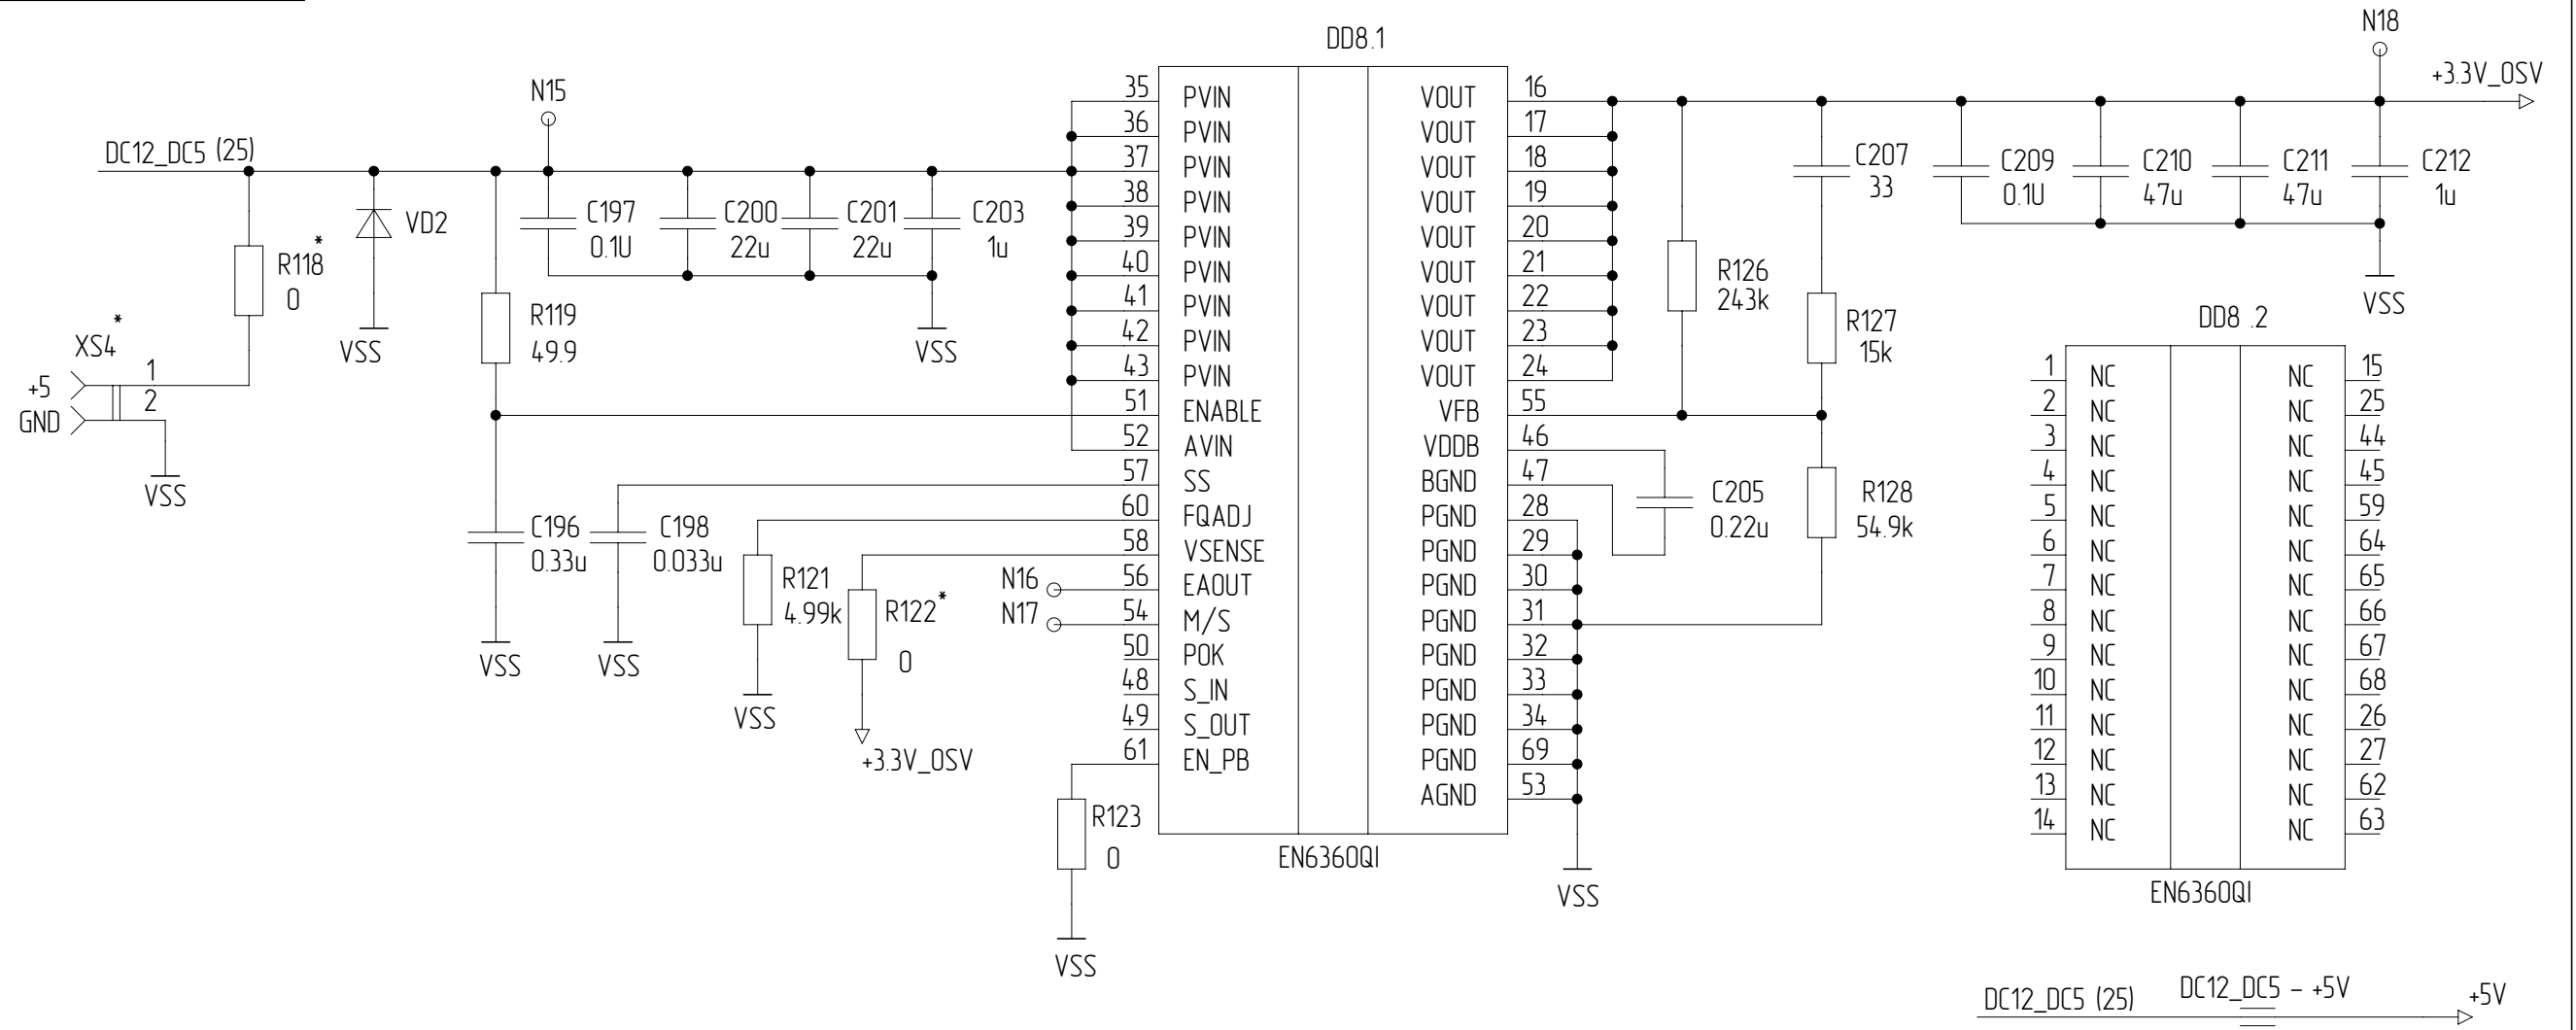 N18
DD8.1
+3.3V_OSV
N15
DC12_DC5 (25)
35 PVIN VOUT 16
36 PVIN VOUT 17
37 PVIN VOUT 18
38 PVIN VOUT 19
39 PVIN VOUT 20
40 PVIN VOUT 21
41 PVIN VOUT 22
42 PVIN VOUT 23
43 PVIN VOUT 24
51 ENABLE VFB 55
52 AVIN VDDB 46
57 SS BGND 47
60 FQADJ PGND 28
58 VSENSE PGND 29
56 EAOUT PGND 30
54 M/S PGND 31
50 POK PGND 32
48 S_IN PGND 33
49 S_OUT PGND 34
61 EN_PB PGND 69
AGND 53
EN6360QI
R118*
0
VD2
VSS
C197
0.1U
C200
22u
C201
22u
C203
1u
VSS
R119
49.9
XS4*
+5
1
GND
2
VSS
C196
0.33u
VSS
C198
0.033u
VSS
R121
4.99k
VSS
R122*
0
+3.3V_OSV
N16
N17
R123
0
VSS
C207
33
C209
0.1U
C210
47u
C211
47u
C212
1u
VSS
R126
243k
R127
15k
C205
0.22u
R128
54.9k
VSS
DD8 .2
1 NC NC 15
2 NC NC 25
3 NC NC 44
4 NC NC 45
5 NC NC 59
6 NC NC 64
7 NC NC 65
8 NC NC 66
9 NC NC 67
10 NC NC 68
11 NC NC 26
12 NC NC 27
13 NC NC 62
14 NC NC 63
EN6360QI
DC12_DC5 (25)
DC12_DC5 - +5V
+5V